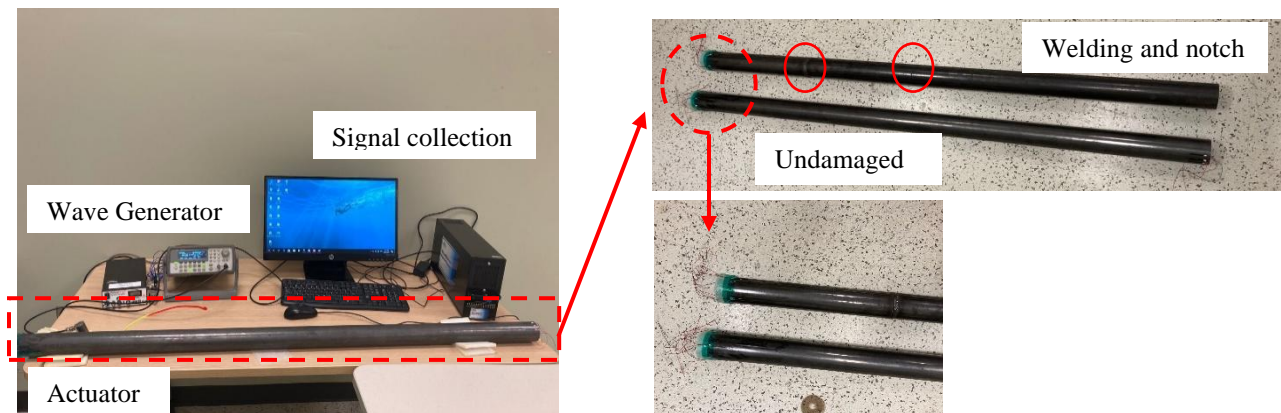 Signal collection
Wave Generator
Actuator
Welding and notch
Undamaged